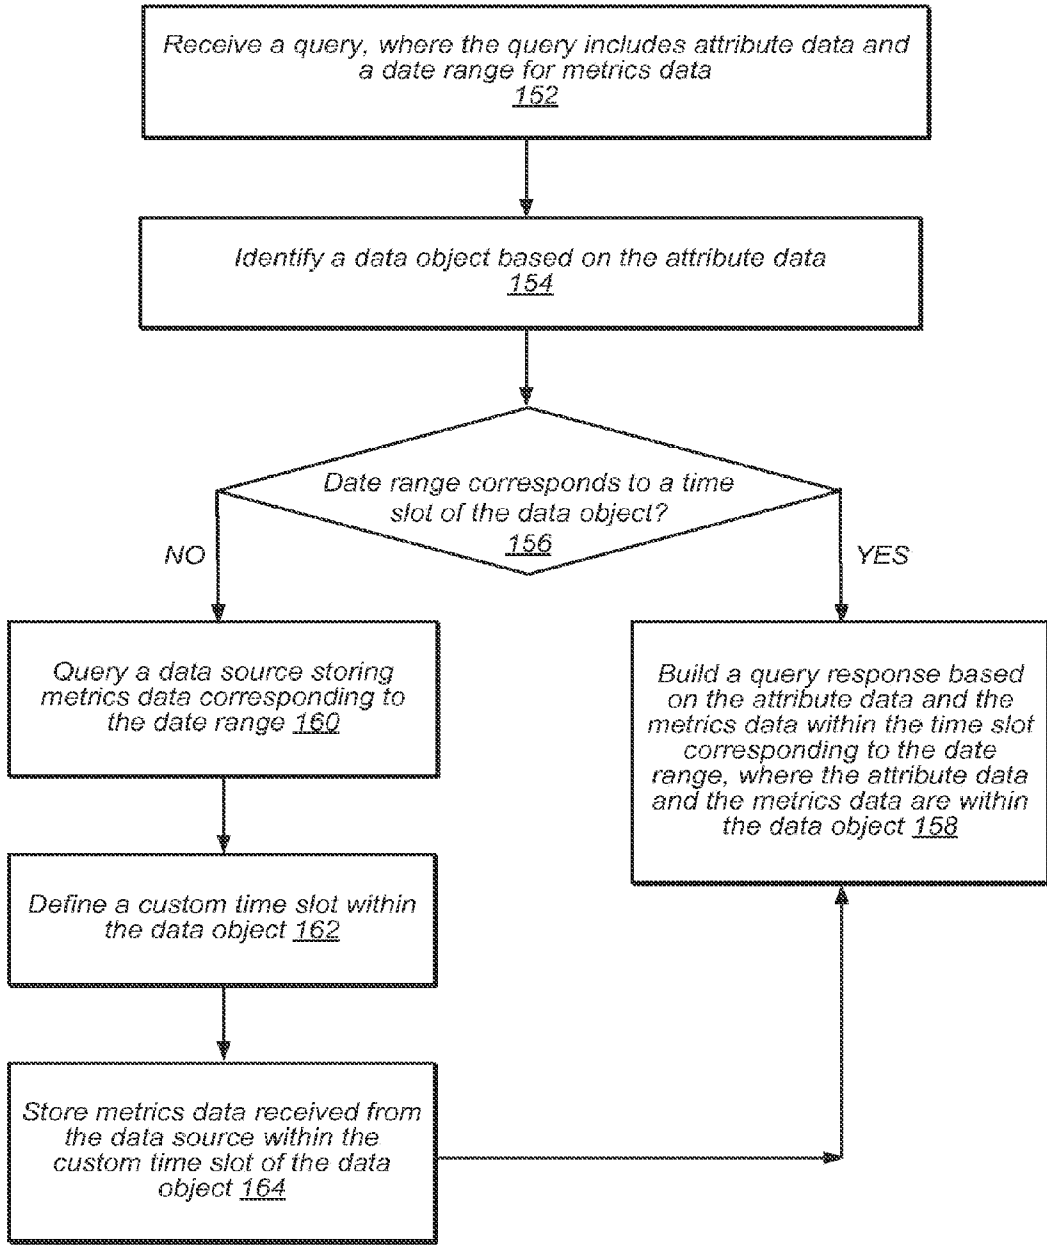 Receive a query, where the query includes attribute data and
a date range for metrics data
152
Identify a data object based on the attribute data
154
Date range corresponds to a time
slot of the data object?
156
NO
YES
Query a data source storing
metrics data corresponding to
the date range 160
Build a query response based
on the attribute data and the
metrics data within the time slot
corresponding to the date
range, where the attribute data
and the metrics data are within
the data object 158
Define a custom time slot within
the data object 162
Store metrics data received from
the data source within the
custom time slot of the data
object 164